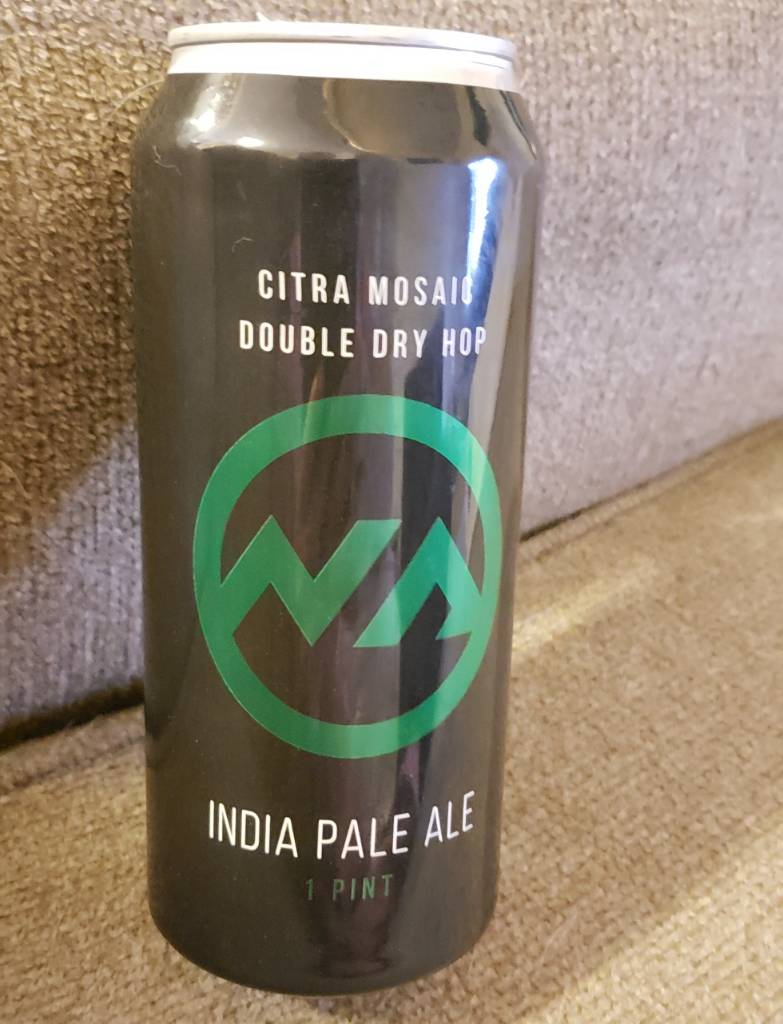 CITRA MOSAIC
DOUBLE DRY HOP
INDIA PALE ALE
1 PINT